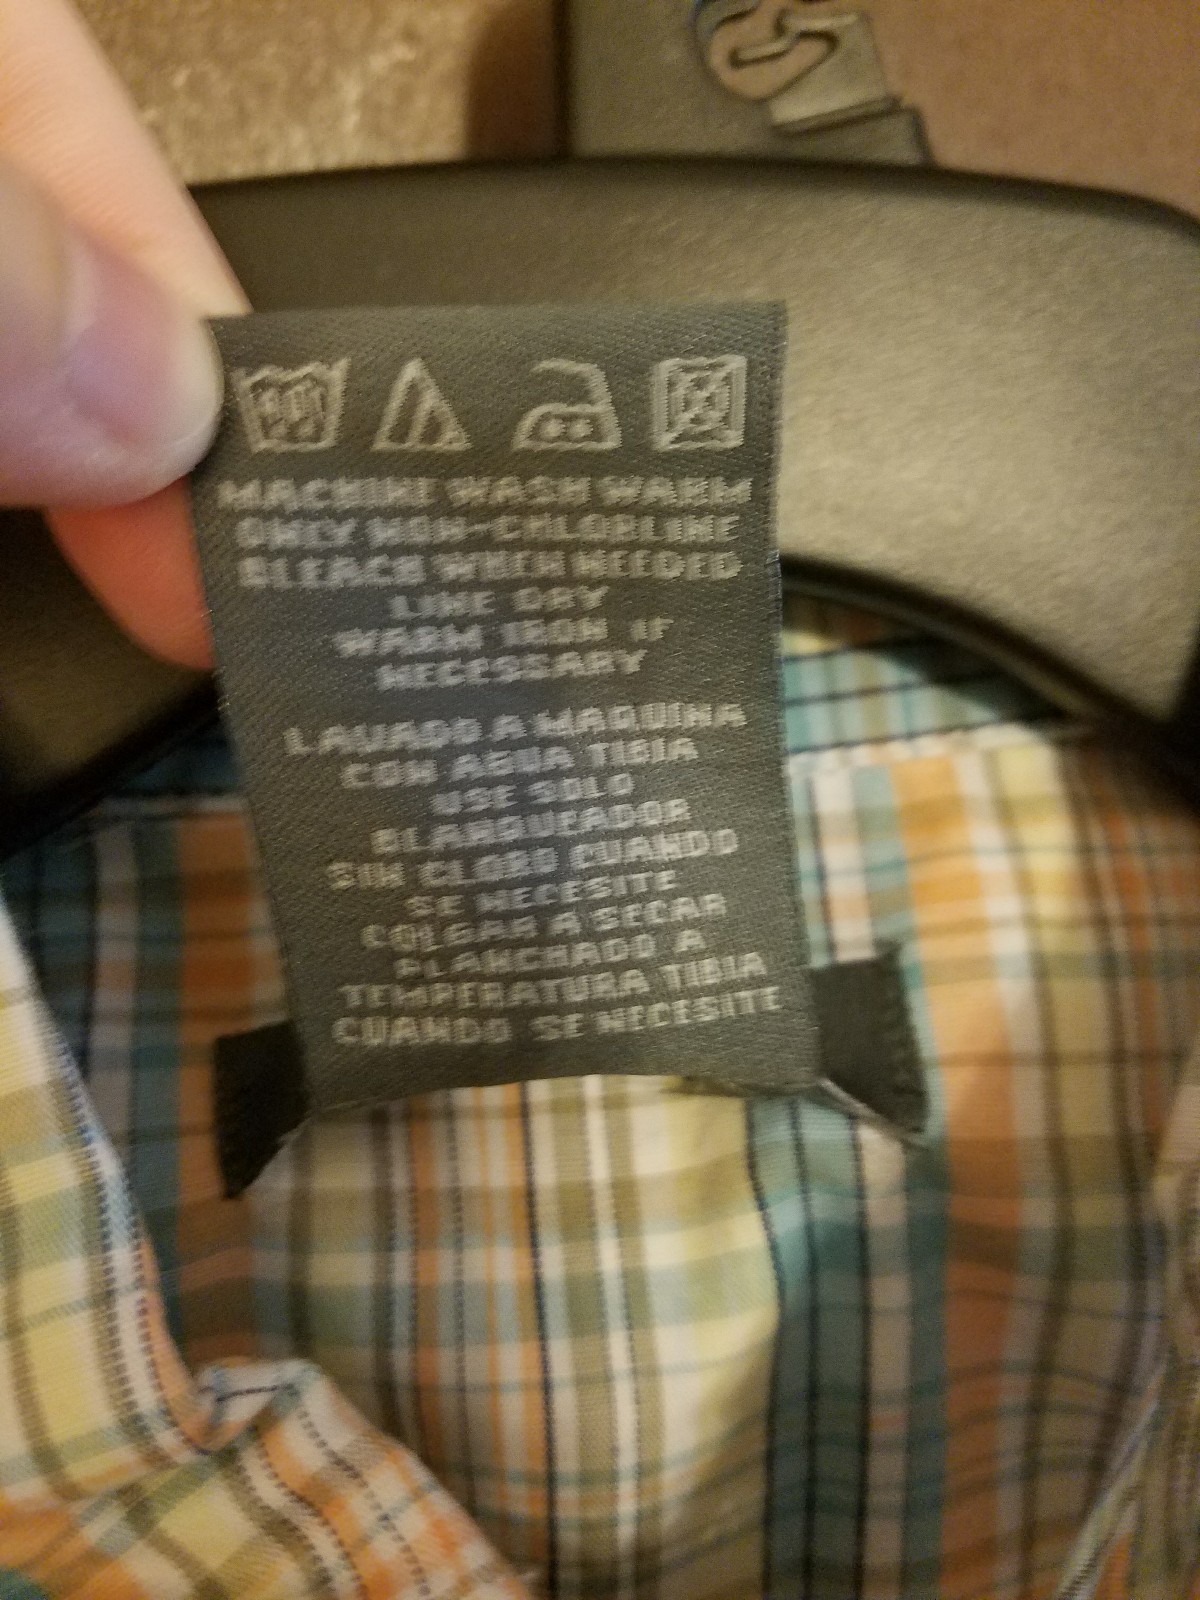 MACHINE WASH WARM
ONLY NON-CHLORLINE
BLEACH WHEN NEEDED
LINE DRY
WARM IRON IF
NECESSARY
LAVADO A MAQUINA
CON AGUA TIBIA
USE SOLO
BLANQUEADOR
SIN CLORO CUANDO
SE NECESITE
COLGAR A SECAR
PLANCHADO A
TEMPERATURA TIBIA
CUANDO SE NECESITE